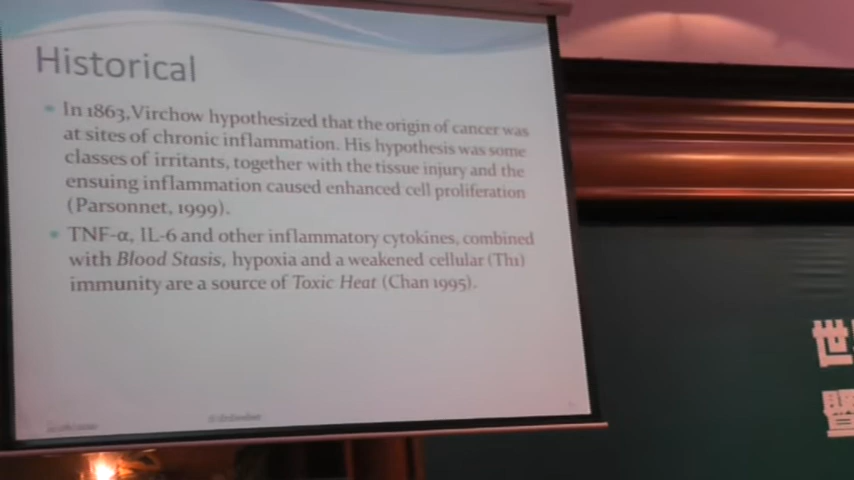 Historical
In 1863, Virchow hypothesized that the origin of cancer was
at sites of chronic inflammation. His hypothesis was some
classes of irritants, together with the tissue injury and the
ensuing inflammation caused enhanced cell proliferation
(Parsonnet, 1999).
TNF-α, IL-6 and other inflammatory cytokines, combined
with Blood Stasis, hypoxia and a weakened cellular (Th1)
immunity are a source of Toxic Heat (Chan 1995).
世